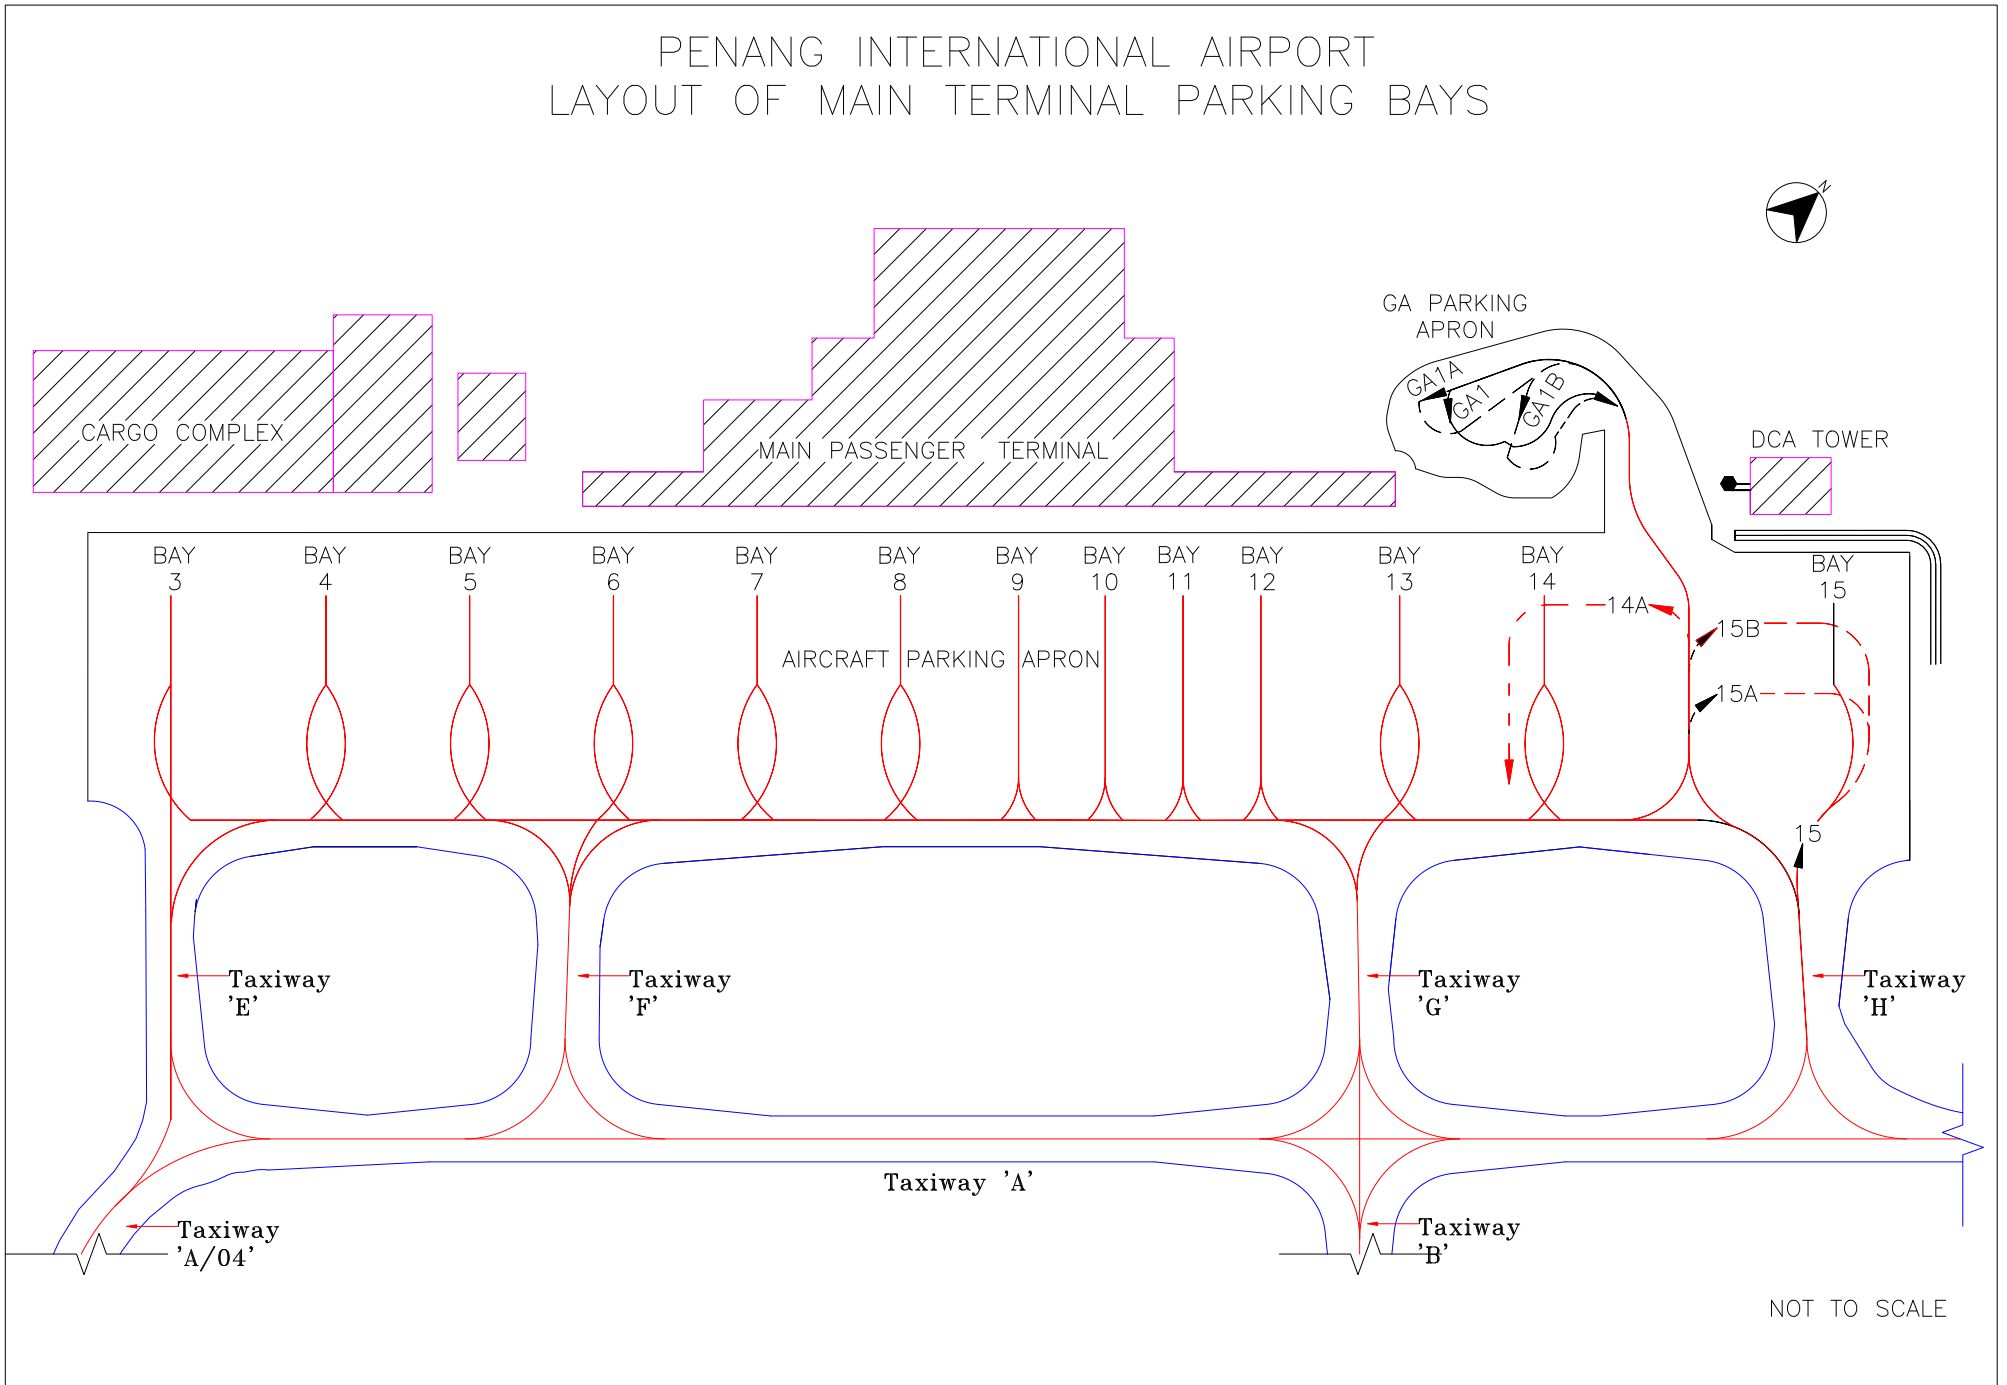 PENANG INTERNATIONAL AIRPORT
LAYOUT OF MAIN TERMINAL PARKING BAYS
N
GA PARKING
APRON
GA1A
GA1
GA1B
CARGO COMPLEX
MAIN PASSENGER TERMINAL
DCA TOWER
BAY
3
BAY
4
BAY
5
BAY
6
BAY
7
BAY
8
BAY
9
BAY
10
BAY
11
BAY
12
BAY
13
BAY
14
BAY
15
14A
15B
AIRCRAFT PARKING APRON
15A
15
Taxiway
'E'
Taxiway
'F'
Taxiway
'G'
Taxiway
'H'
Taxiway 'A'
Taxiway
'A/04'
Taxiway
'B'
NOT TO SCALE